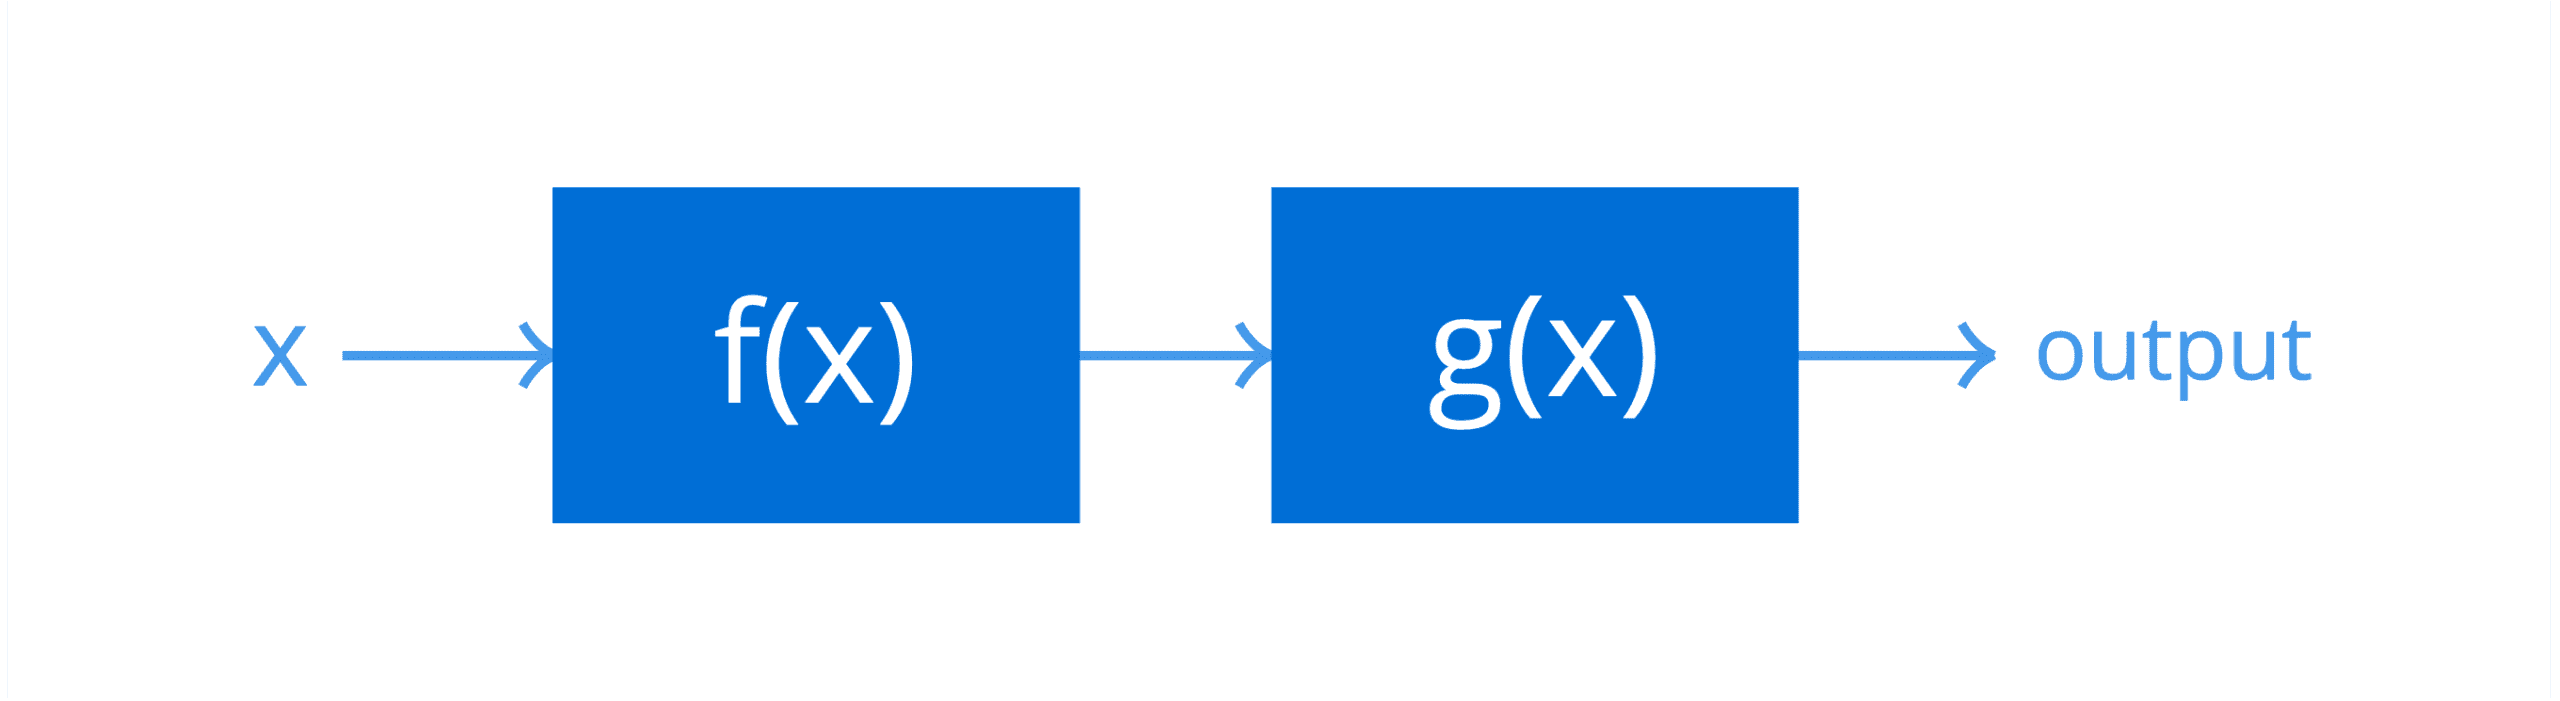 x f(x) g(x) output